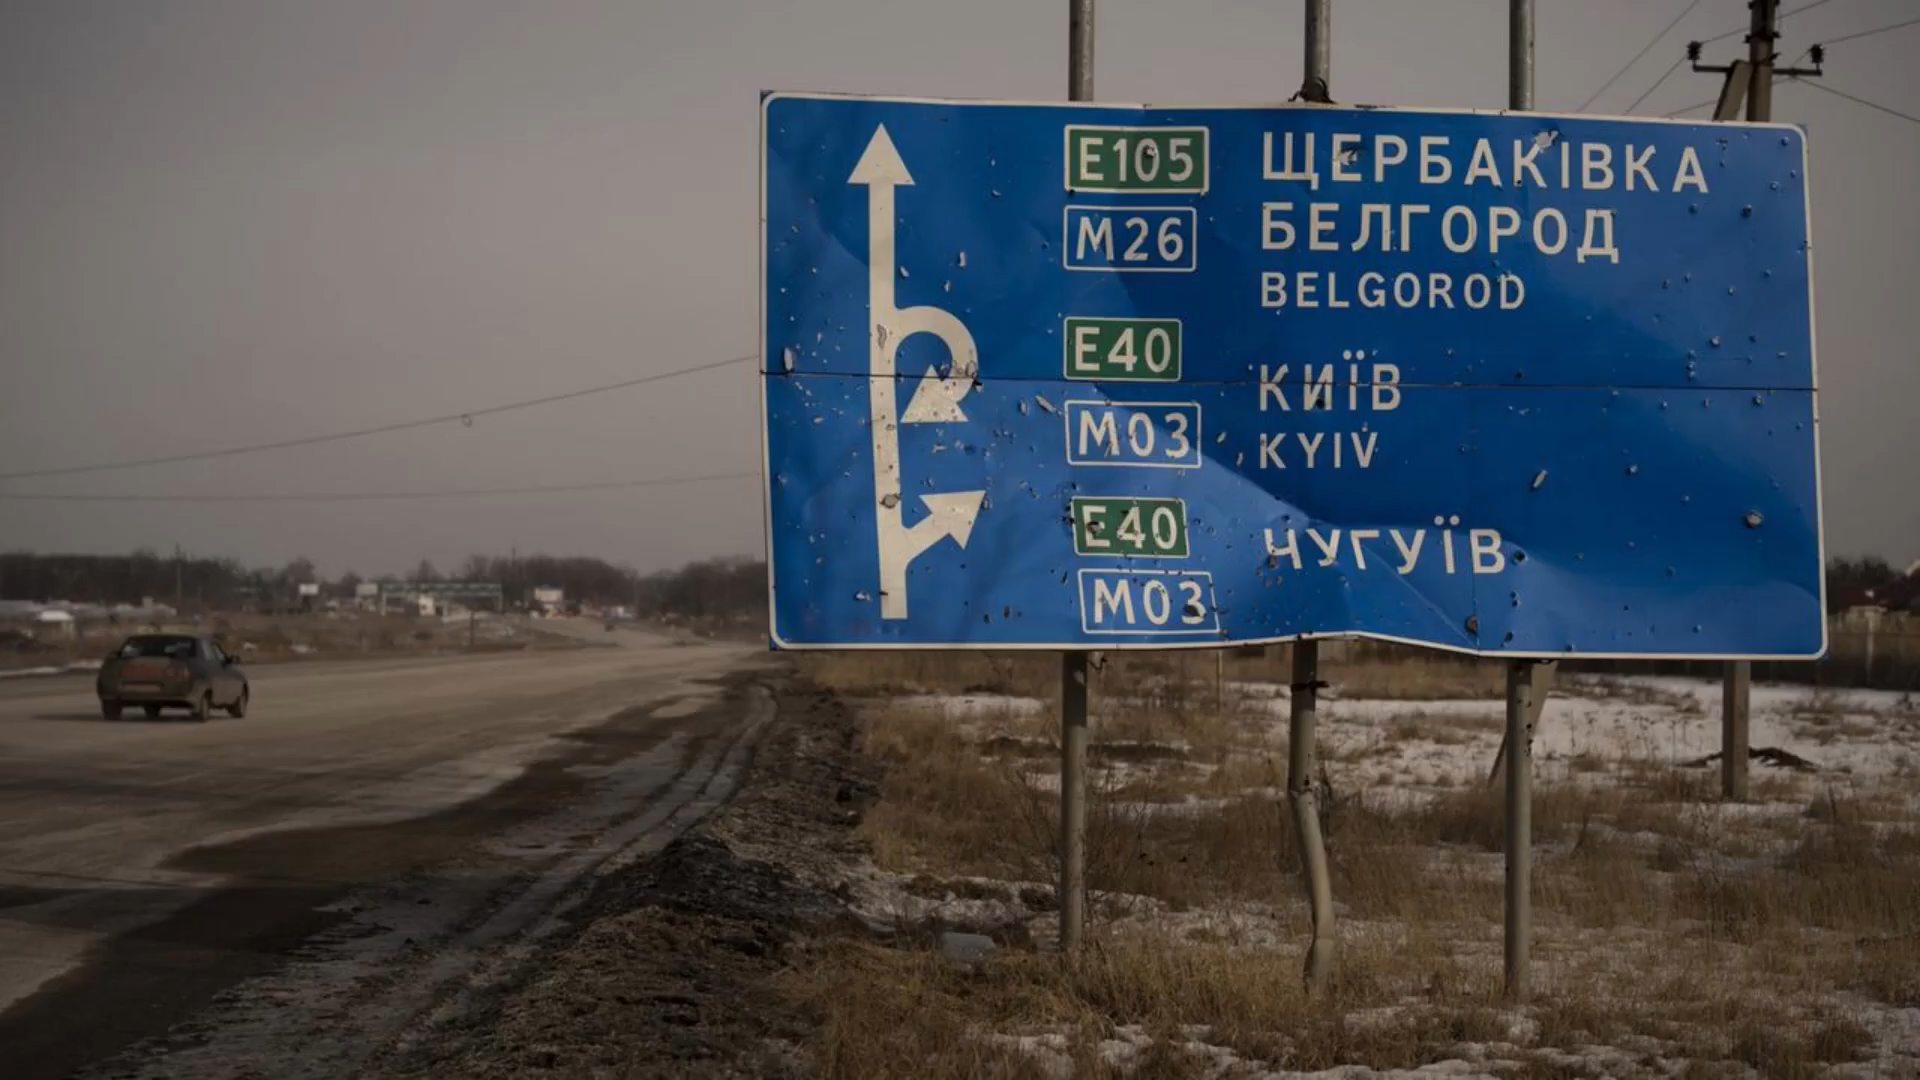 E105 ЩЕРБАКІВКА
M26 БЕЛГОРОД
BELGOROD
E40 КИЇВ
M03 KYIV
E40 ЧУГУЇВ
M03